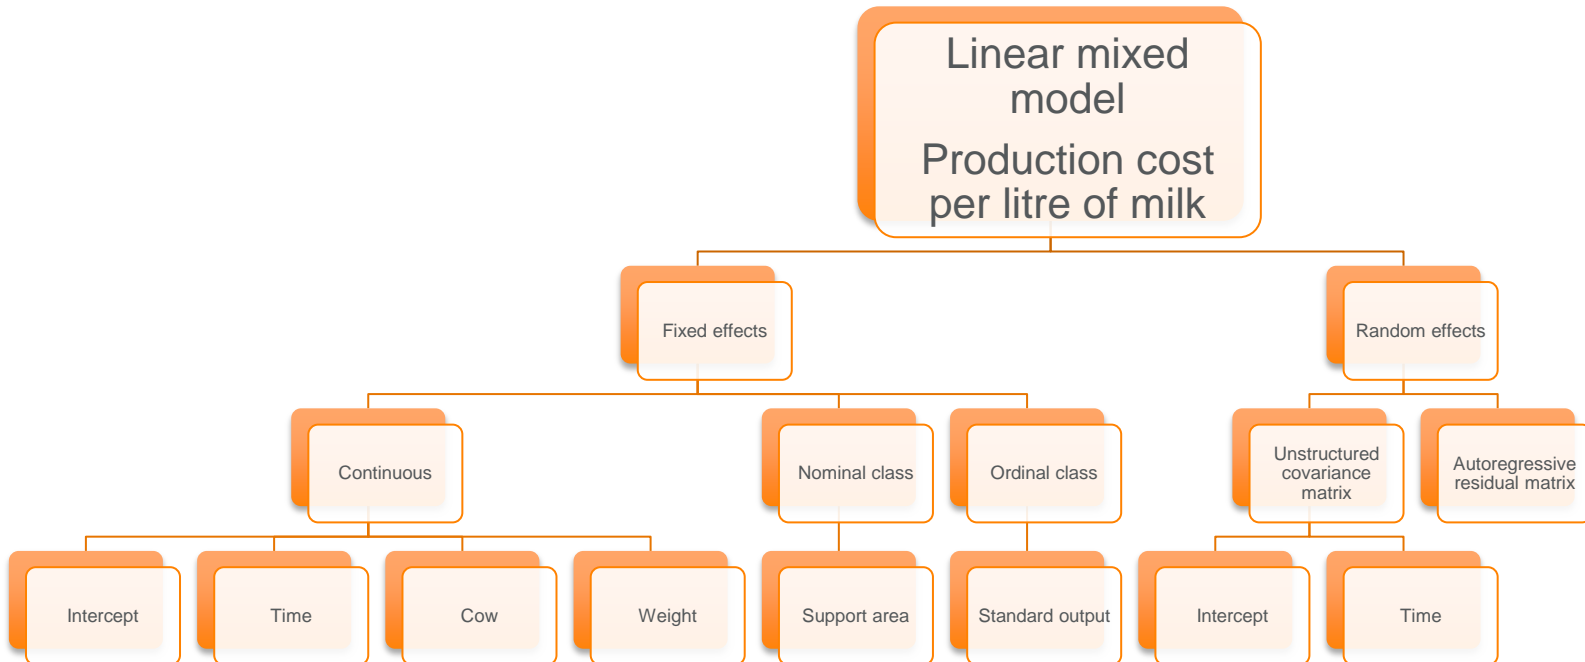 Linear mixed
model
Production cost
per litre of milk
Fixed effects
Random effects
Continuous
Nominal class
Ordinal class
Unstructured
covariance
matrix
Autoregressive
residual matrix
Intercept
Time
Cow
Weight
Support area
Standard output
Intercept
Time